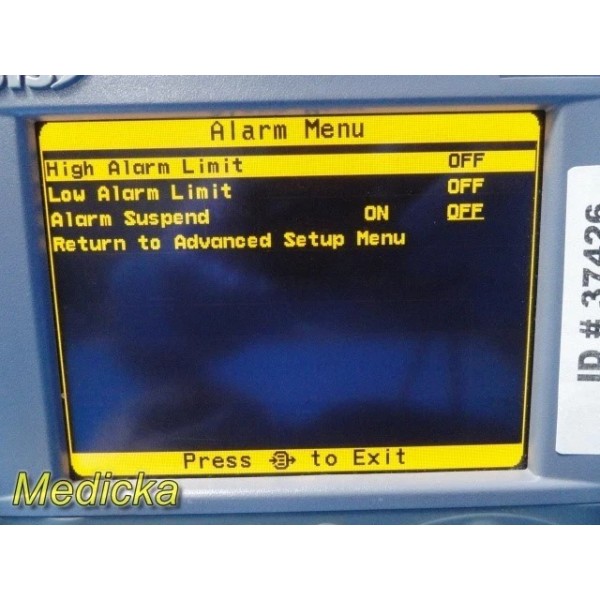 Alarm Menu
High Alarm Limit OFF
Low Alarm Limit OFF
Alarm Suspend ON OFF
Return to Advanced Setup Menu
Press to Exit
ID # 37426
Medicka